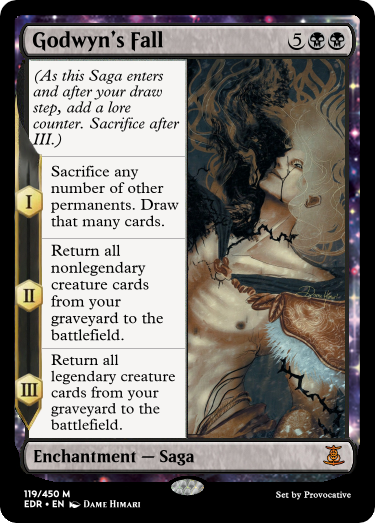 Godwyn's Fall 5
(As this Saga enters
and after your draw
step, add a lore
counter. Sacrifice after
III.)
I
Sacrifice any
number of other
permanents. Draw
that many cards.
II
Return all
nonlegendary
creature cards
from your
graveyard to the
battlefield.
III
Return all
legendary creature
cards from your
graveyard to the
battlefield.
Enchantment — Saga
119/450 M
EDR • EN DAME HIMARI
Set by Provocative